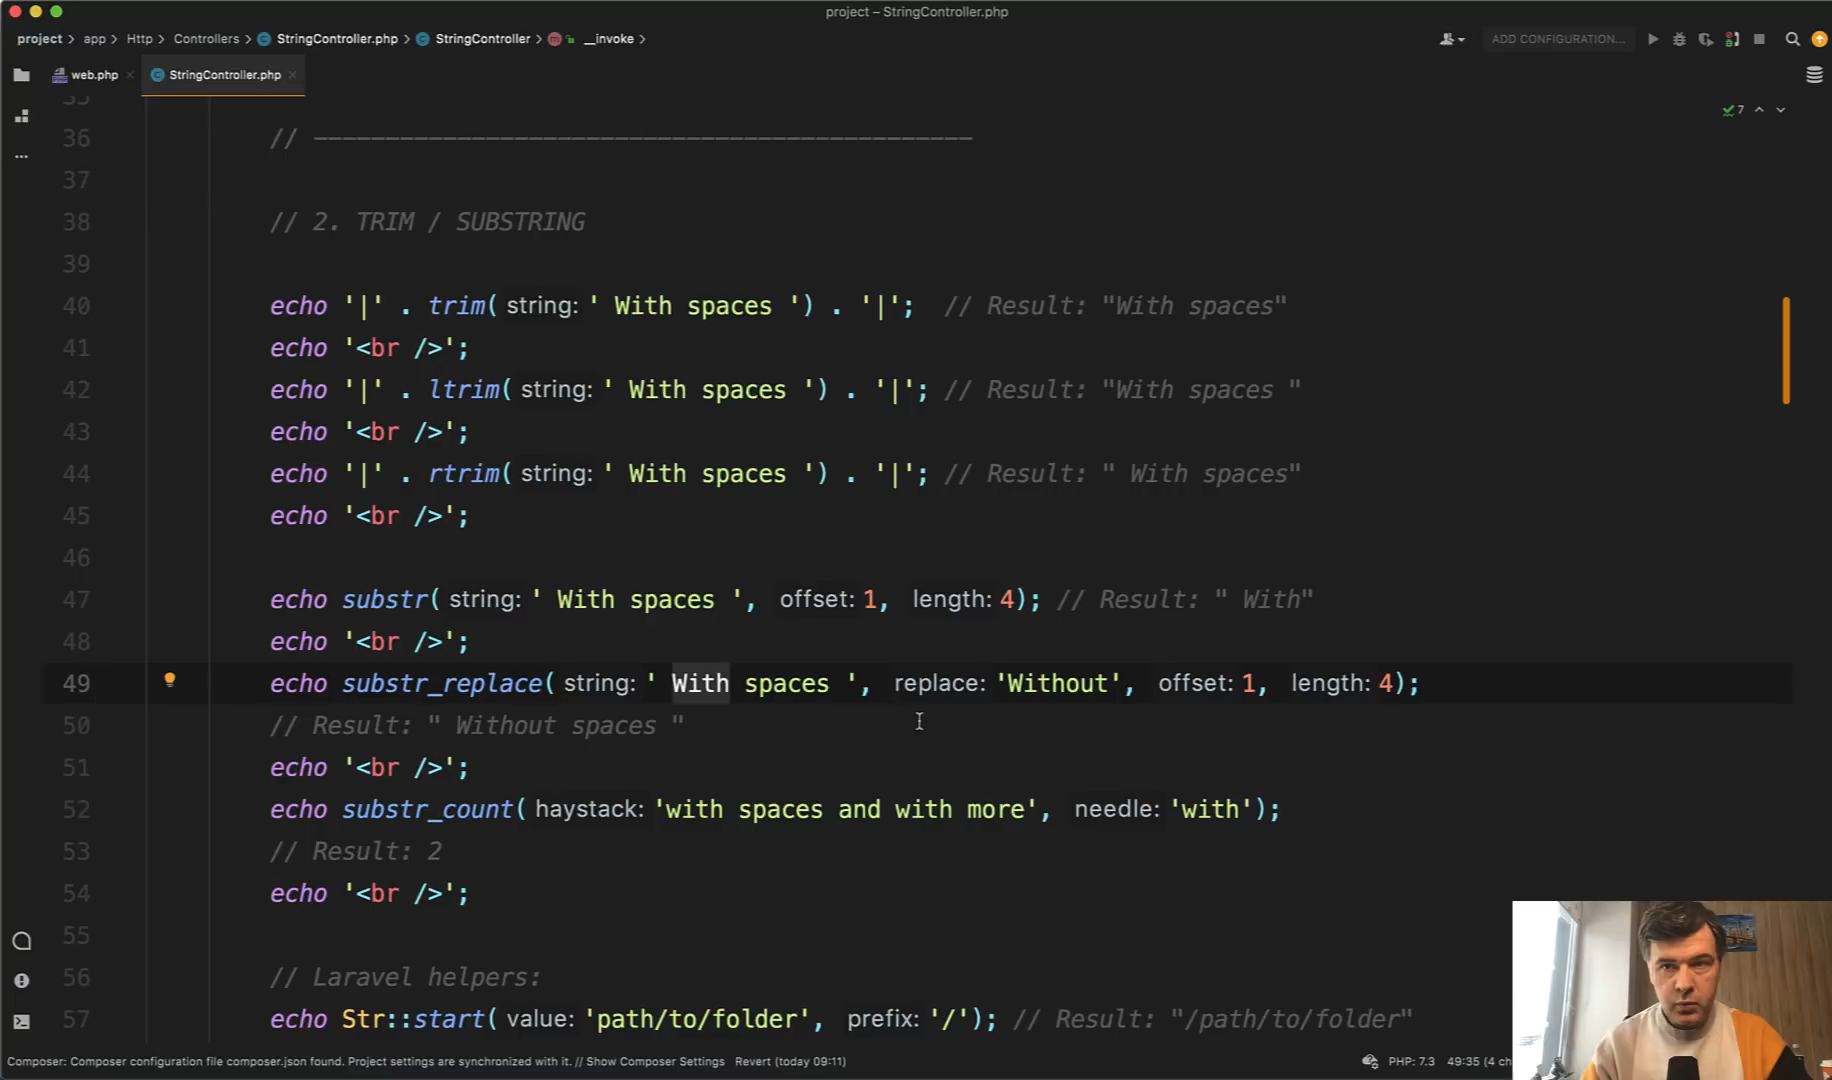 project – StringController.php
project > app > Http > Controllers > StringController.php > StringController > __invoke >
ADD CONFIGURATION...
web.php
StringController.php
7
36 // ──────────────────────────────
37
38 // 2. TRIM / SUBSTRING
39
40 echo '|' . trim( string: ' With spaces ') . '|'; // Result: "With spaces"
41 echo '<br />';
42 echo '|' . ltrim( string: ' With spaces ') . '|'; // Result: "With spaces "
43 echo '<br />';
44 echo '|' . rtrim( string: ' With spaces ') . '|'; // Result: " With spaces"
45 echo '<br />';
46
47 echo substr( string: ' With spaces ', offset: 1, length: 4); // Result: " With"
48 echo '<br />';
49 echo substr_replace( string: ' With spaces ', replace: 'Without', offset: 1, length: 4);
50 // Result: " Without spaces "
51 echo '<br />';
52 echo substr_count( haystack: 'with spaces and with more', needle: 'with');
53 // Result: 2
54 echo '<br />';
55
56 // Laravel helpers:
57 echo Str::start( value: 'path/to/folder', prefix: '/'); // Result: "/path/to/folder"
Composer: Composer configuration file composer.json found. Project settings are synchronized with it. // Show Composer Settings Revert (today 09:11)
PHP: 7.3 49:35 (4 ch